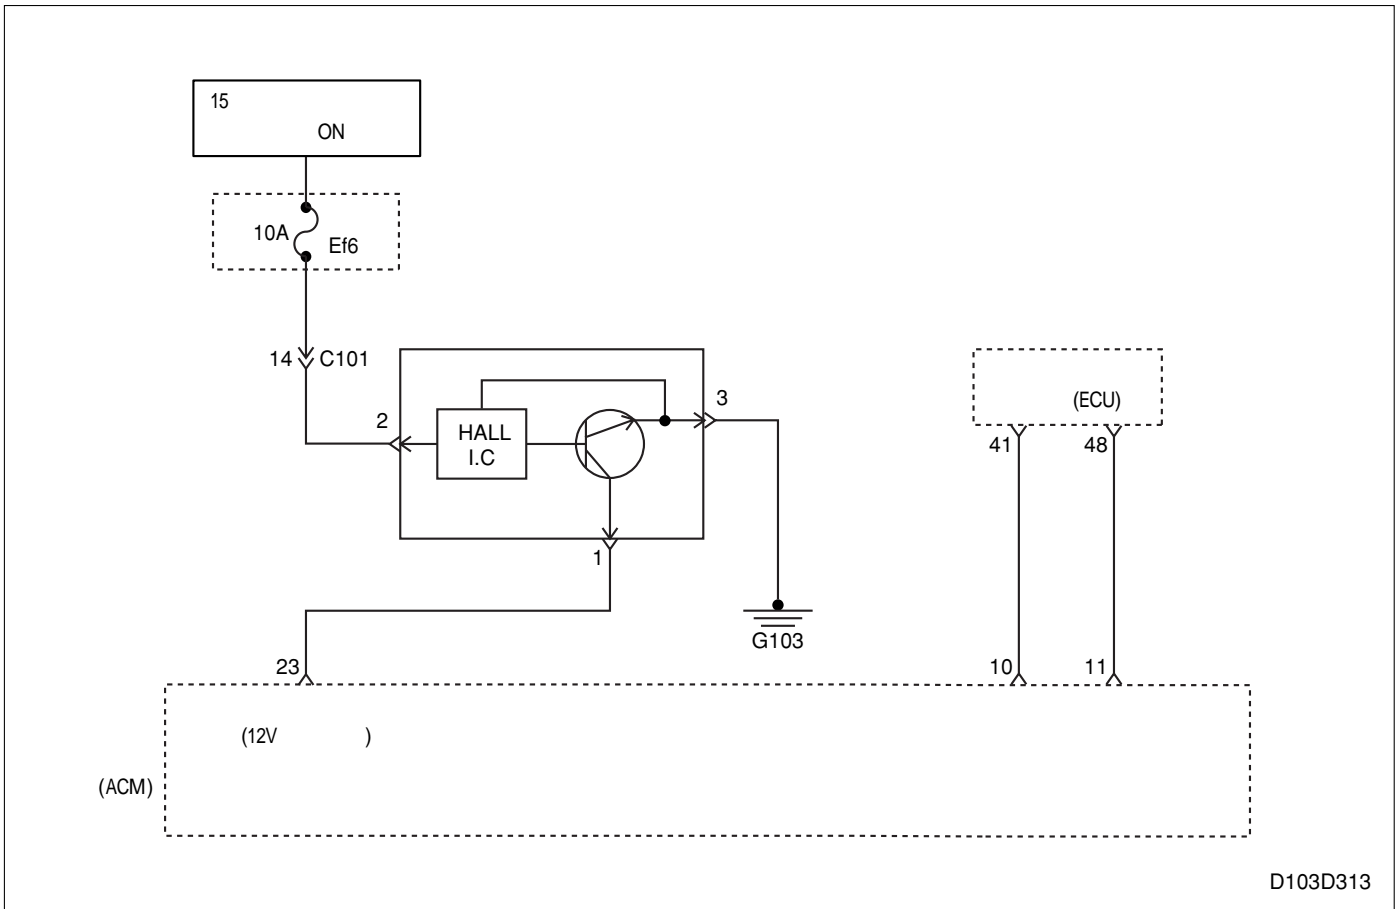 15
ON
10A
Ef6
14 C101
2
3
HALL
I.C
(ECU)
41
48
1
G103
23
10
11
(12V )
(ACM)
D103D313